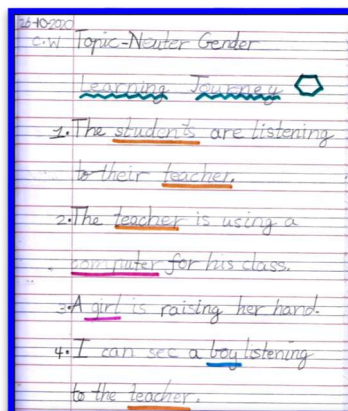 26-10-2020
C.W Topic-Neuter Gender
Learning Journey
1. The students are listening
to their teacher.
2. The teacher is using a
computer for his class.
3. A girl is raising her hand.
4. I can see a boy listening
to the teacher.